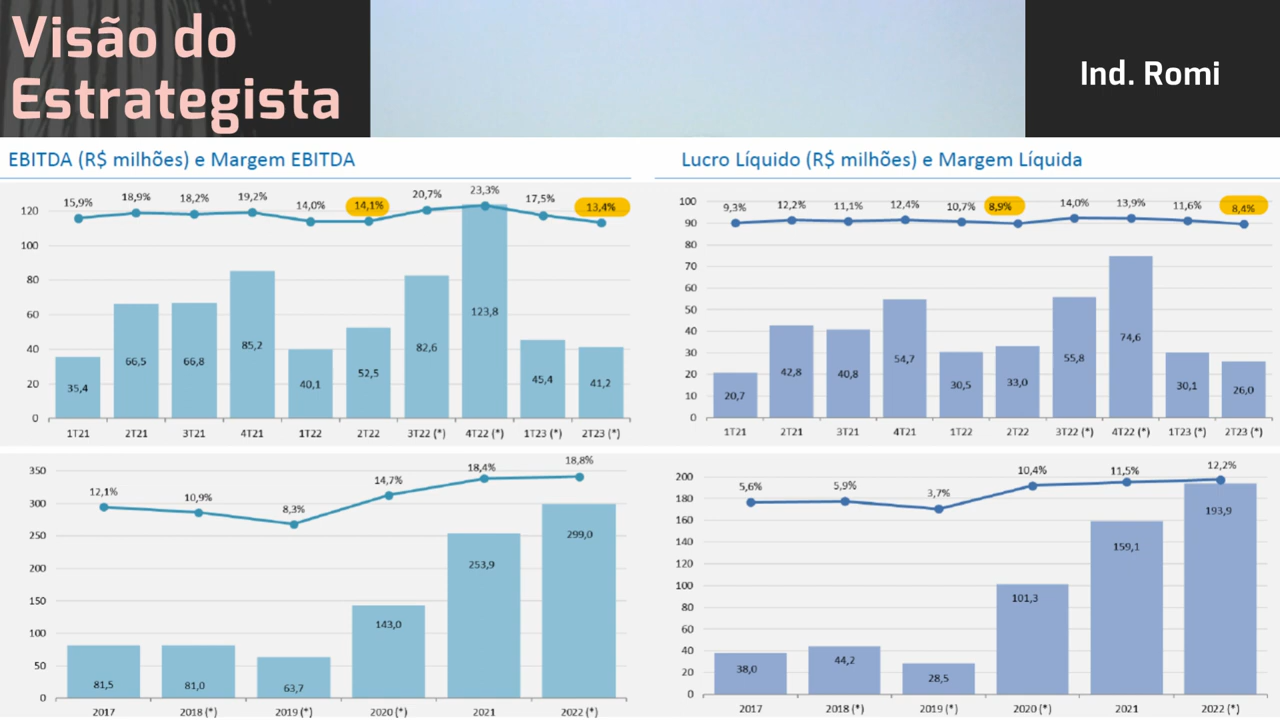 Visão do
Estrategista
Ind. Romi
EBITDA (R$ milhões) e Margem EBITDA
15,9% 18,9% 18,2% 19,2% 14,0% 14,1% 20,7% 23,3% 17,5% 13,4%
120
100
80
60
40
20
0
35,4 66,5 66,8 85,2 40,1 52,5 82,6 123,8 45,4 41,2
1T21 2T21 3T21 4T21 1T22 2T22 3T22 (*) 4T22 (*) 1T23 (*) 2T23 (*)
Lucro Líquido (R$ milhões) e Margem Líquida
9,3% 12,2% 11,1% 12,4% 10,7% 8,9% 14,0% 13,9% 11,6% 8,4%
100
90
80
70
60
50
40
30
20
10
0
20,7 42,8 40,8 54,7 30,5 33,0 55,8 74,6 30,1 26,0
1T21 2T21 3T21 4T21 1T22 2T22 3T22 (*) 4T22 (*) 1T23 (*) 2T23 (*)
12,1% 10,9% 8,3% 14,7% 18,4% 18,8%
350
300
250
200
150
100
50
0
81,5 81,0 63,7 143,0 253,9 299,0
2017 2018 (*) 2019 (*) 2020 (*) 2021 2022 (*)
5,6% 5,9% 3,7% 10,4% 11,5% 12,2%
200
180
160
140
120
100
80
60
40
20
0
38,0 44,2 28,5 101,3 159,1 193,9
2017 2018 (*) 2019 (*) 2020 (*) 2021 2022 (*)